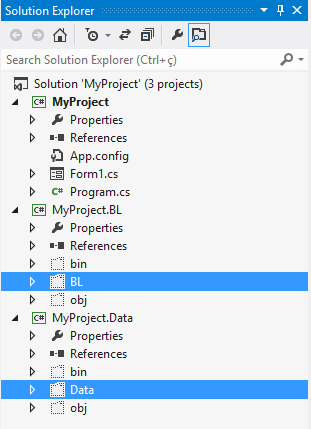 Solution Explorer
Search Solution Explorer (Ctrl+ç)
Solution 'MyProject' (3 projects)
C# MyProject
Properties
References
App.config
Form1.cs
C# Program.cs
C# MyProject.BL
Properties
References
bin
BL
obj
C# MyProject.Data
Properties
References
bin
Data
obj